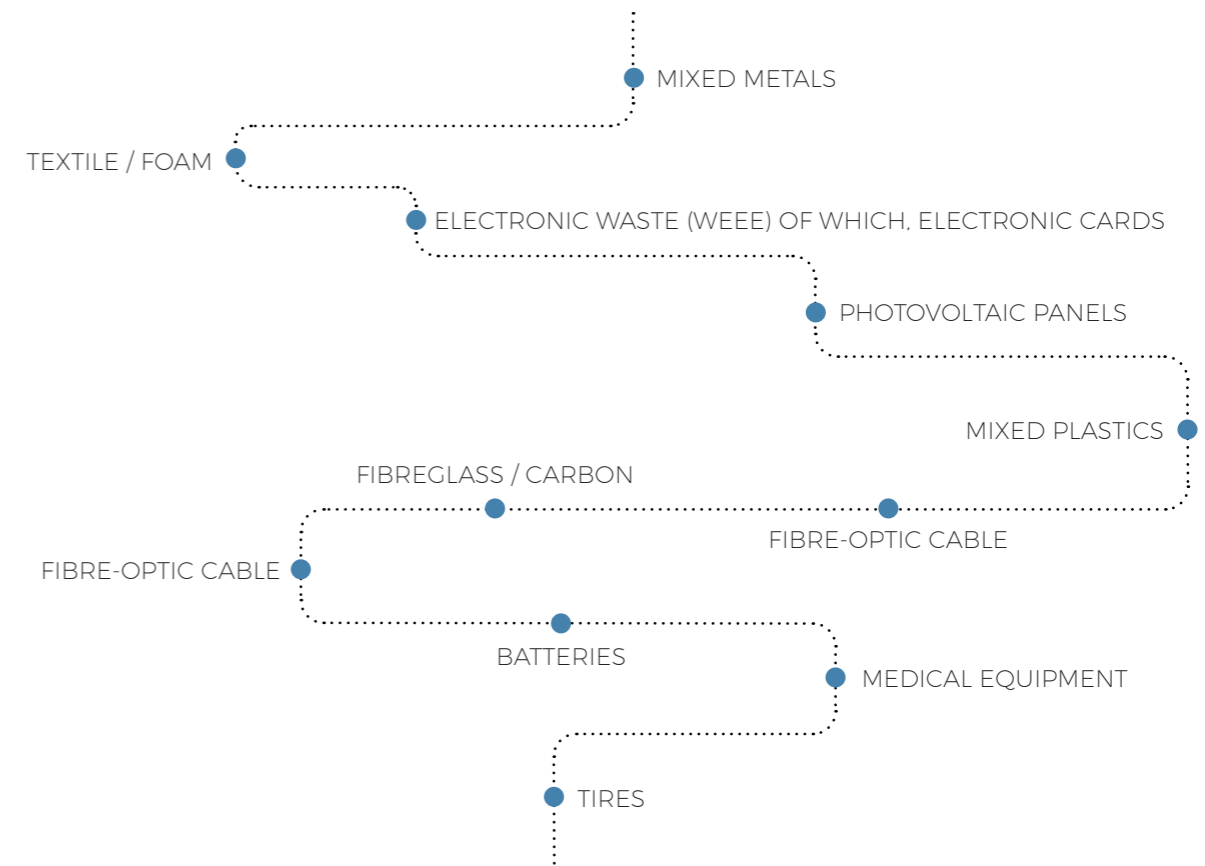 MIXED METALS
TEXTILE / FOAM
ELECTRONIC WASTE (WEEE) OF WHICH, ELECTRONIC CARDS
PHOTOVOLTAIC PANELS
MIXED PLASTICS
FIBREGLASS / CARBON
FIBRE-OPTIC CABLE
FIBRE-OPTIC CABLE
BATTERIES
MEDICAL EQUIPMENT
TIRES